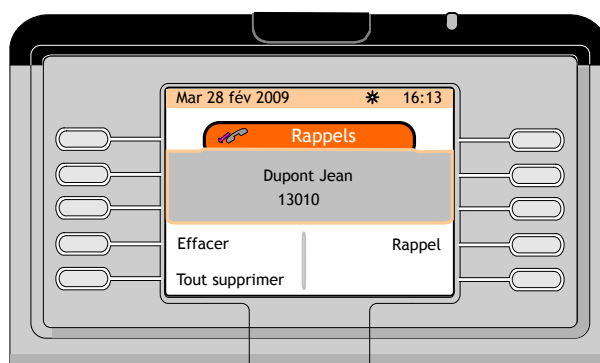 Mar 28 fév 2009 16:13
Rappels
Dupont Jean
13010
Effacer Rappel
Tout supprimer